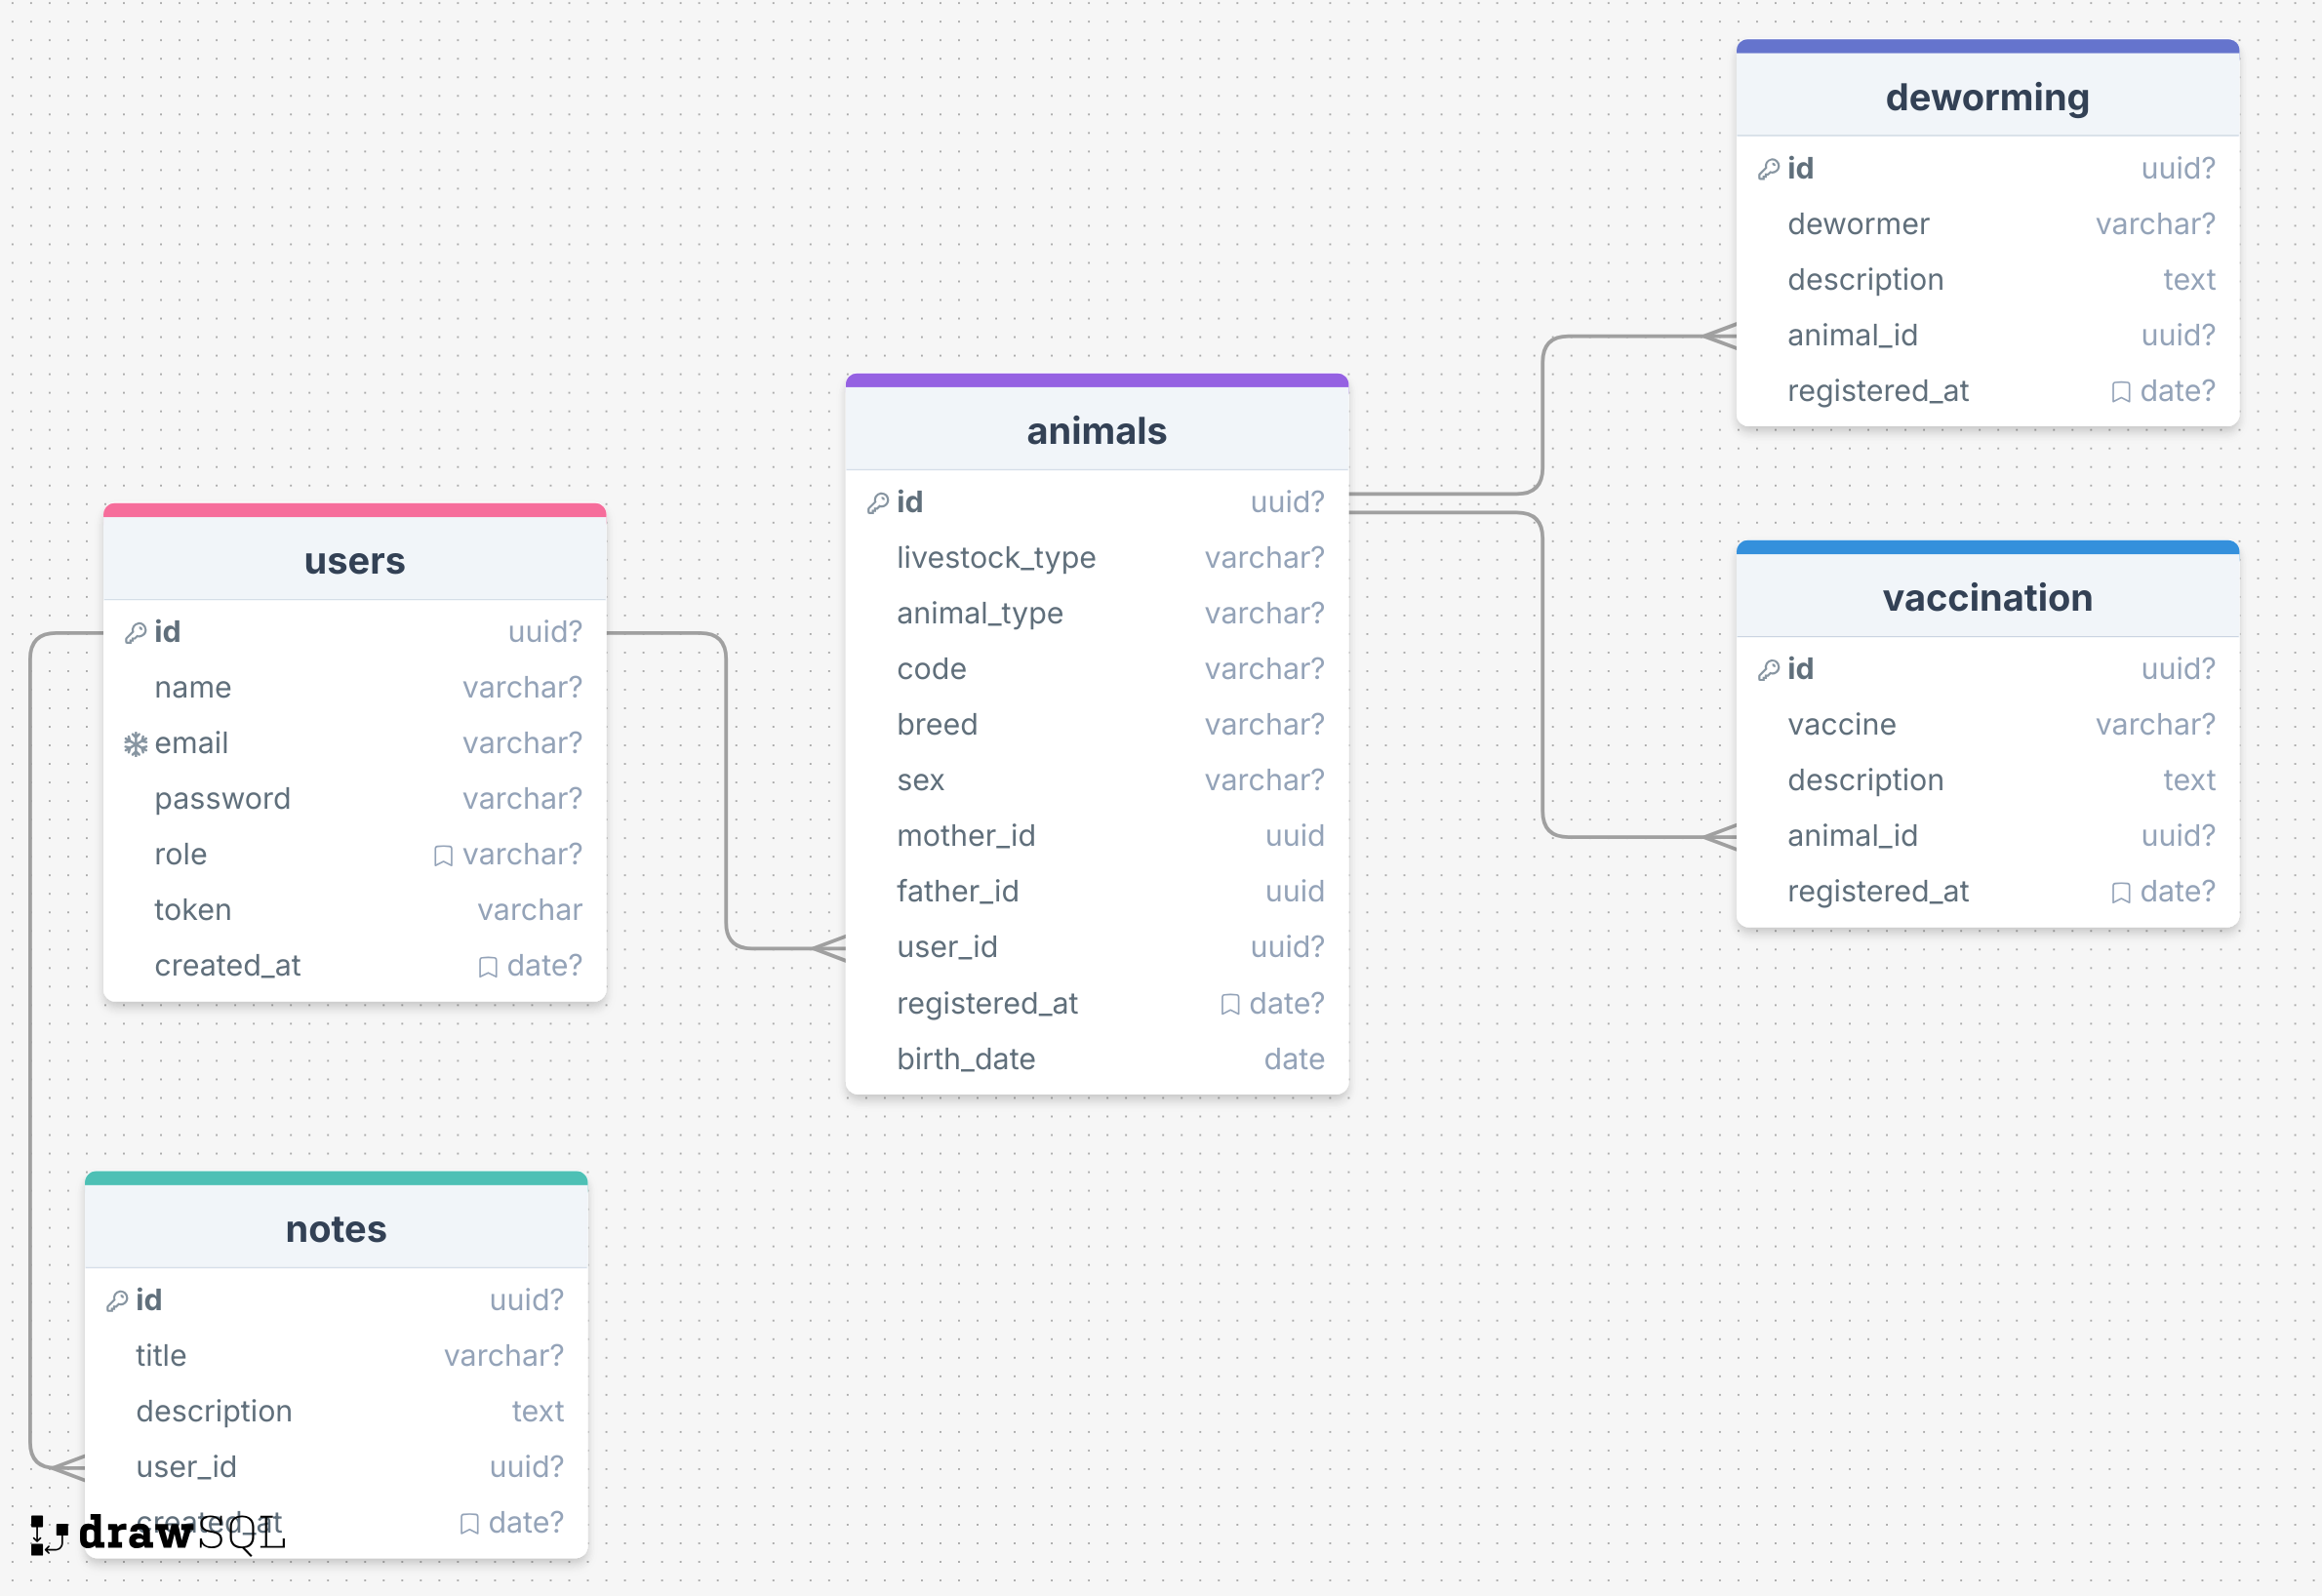 users
id uuid?
name varchar?
email varchar?
password varchar?
role varchar?
token varchar
created_at date?
notes
id uuid?
title varchar?
description text
user_id uuid?
created_at date?
drawSQL
animals
id uuid?
livestock_type varchar?
animal_type varchar?
code varchar?
breed varchar?
sex varchar?
mother_id uuid
father_id uuid
user_id uuid?
registered_at date?
birth_date date
deworming
id uuid?
dewormer varchar?
description text
animal_id uuid?
registered_at date?
vaccination
id uuid?
vaccine varchar?
description text
animal_id uuid?
registered_at date?